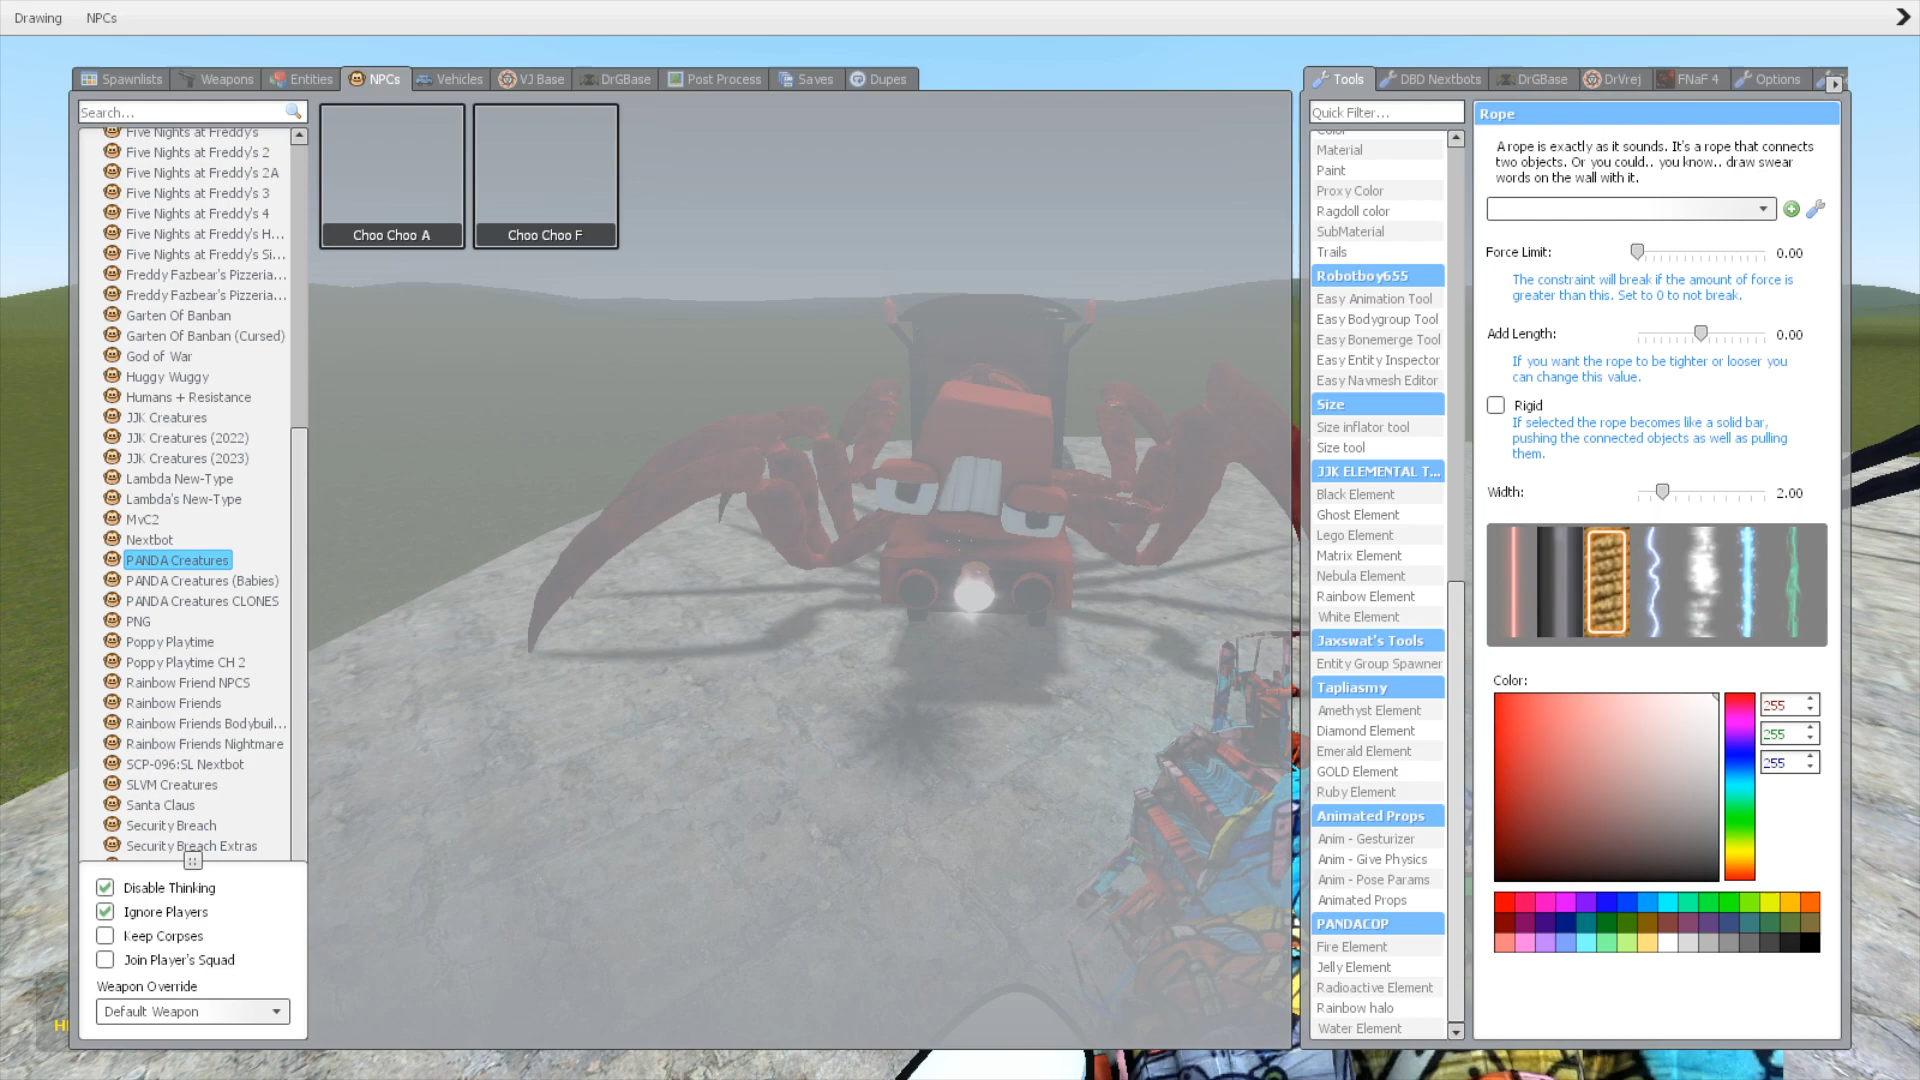 Drawing NPCs
Spawnlists Weapons Entities NPCs Vehicles VJ Base DrGBase Post Process Saves Dupes
Search...
Five Nights at Freddy's
Five Nights at Freddy's 2
Five Nights at Freddy's 2A
Five Nights at Freddy's 3
Five Nights at Freddy's 4
Five Nights at Freddy's H...
Five Nights at Freddy's Si...
Freddy Fazbear's Pizzeria...
Freddy Fazbear's Pizzeria...
Garten Of Banban
Garten Of Banban (Cursed)
God of War
Huggy Wuggy
Humans + Resistance
JJK Creatures
JJK Creatures (2022)
JJK Creatures (2023)
Lambda New-Type
Lambda's New-Type
MvC2
Nextbot
PANDA Creatures
PANDA Creatures (Babies)
PANDA Creatures CLONES
PNG
Poppy Playtime
Poppy Playtime CH 2
Rainbow Friend NPCS
Rainbow Friends
Rainbow Friends Bodybuil...
Rainbow Friends Nightmare
SCP-096:SL Nextbot
SLVM Creatures
Santa Claus
Security Breach
Security Breach Extras
Disable Thinking
Ignore Players
Keep Corpses
Join Player's Squad
Weapon Override
Default Weapon
Choo Choo A
Choo Choo F
Tools DBD Nextbots DrGBase DrVrej FNaF 4 Options
Quick Filter...
Color
Material
Paint
Proxy Color
Ragdoll color
SubMaterial
Trails
Robotboy655
Easy Animation Tool
Easy Bodygroup Tool
Easy Bonemerge Tool
Easy Entity Inspector
Easy Navmesh Editor
Size
Size inflator tool
Size tool
JJK ELEMENTAL T...
Black Element
Ghost Element
Lego Element
Matrix Element
Nebula Element
Rainbow Element
White Element
Jaxswat's Tools
Entity Group Spawner
Tapliasmy
Amethyst Element
Diamond Element
Emerald Element
GOLD Element
Ruby Element
Animated Props
Anim - Gesturizer
Anim - Give Physics
Anim - Pose Params
Animated Props
PANDACOP
Fire Element
Jelly Element
Radioactive Element
Rainbow halo
Water Element
Rope
A rope is exactly as it sounds. It's a rope that connects
two objects. Or you could.. you know.. draw swear
words on the wall with it.
Force Limit: 0.00
The constraint will break if the amount of force is
greater than this. Set to 0 to not break.
Add Length: 0.00
If you want the rope to be tighter or looser you
can change this value.
Rigid
If selected the rope becomes like a solid bar,
pushing the connected objects as well as pulling
them.
Width: 2.00
Color:
255
255
255